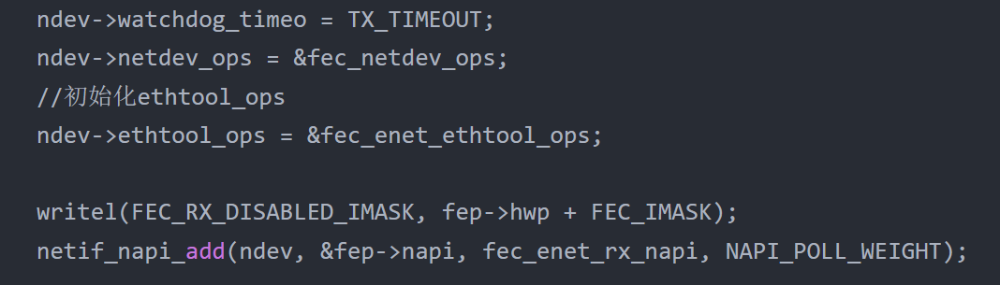 ndev->watchdog_timeo = TX_TIMEOUT;
ndev->netdev_ops = &fec_netdev_ops;
//初始化ethtool_ops
ndev->ethtool_ops = &fec_enet_ethtool_ops;
writel(FEC_RX_DISABLED_IMASK, fep->hwp + FEC_IMASK);
netif_napi_add(ndev, &fep->napi, fec_enet_rx_napi, NAPI_POLL_WEIGHT);